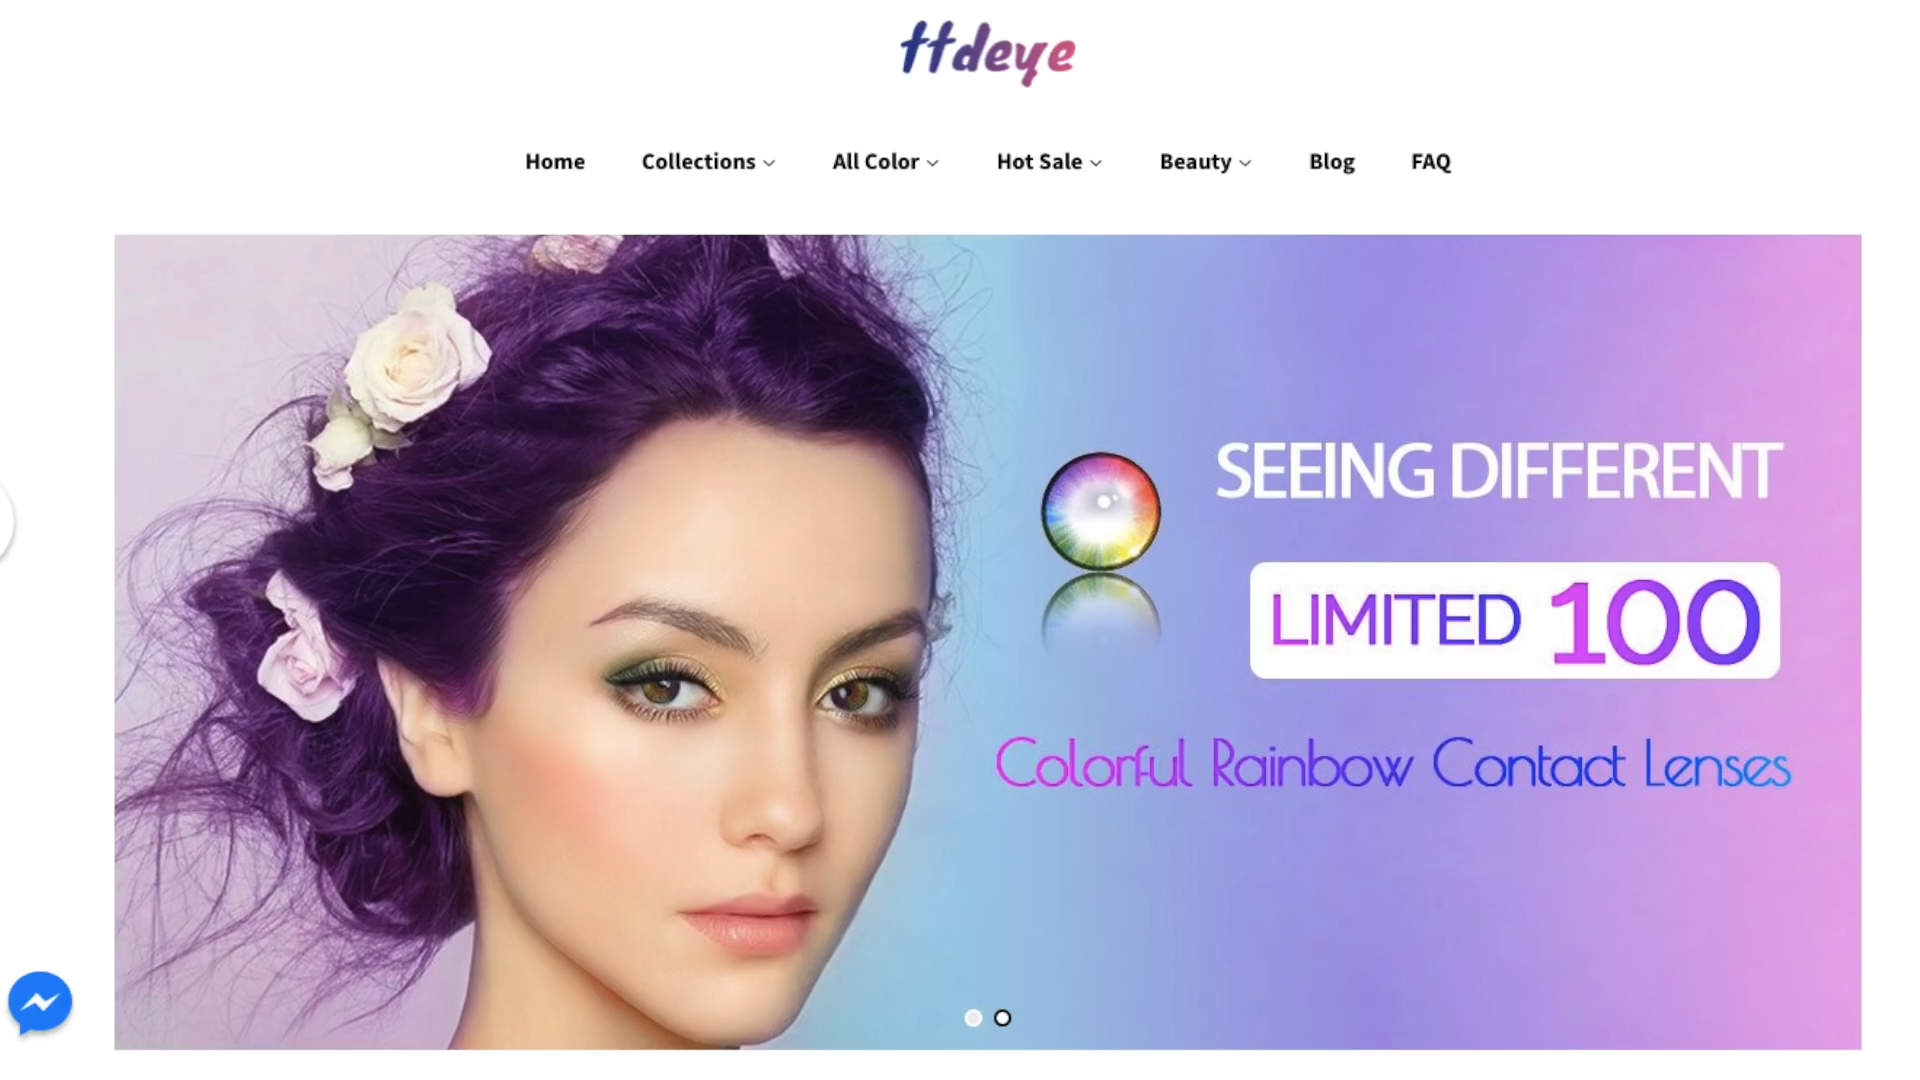 ttdeye
Home Collections All Color Hot Sale Beauty Blog FAQ
SEEING DIFFERENT
LIMITED 100
Colorful Rainbow Contact Lenses